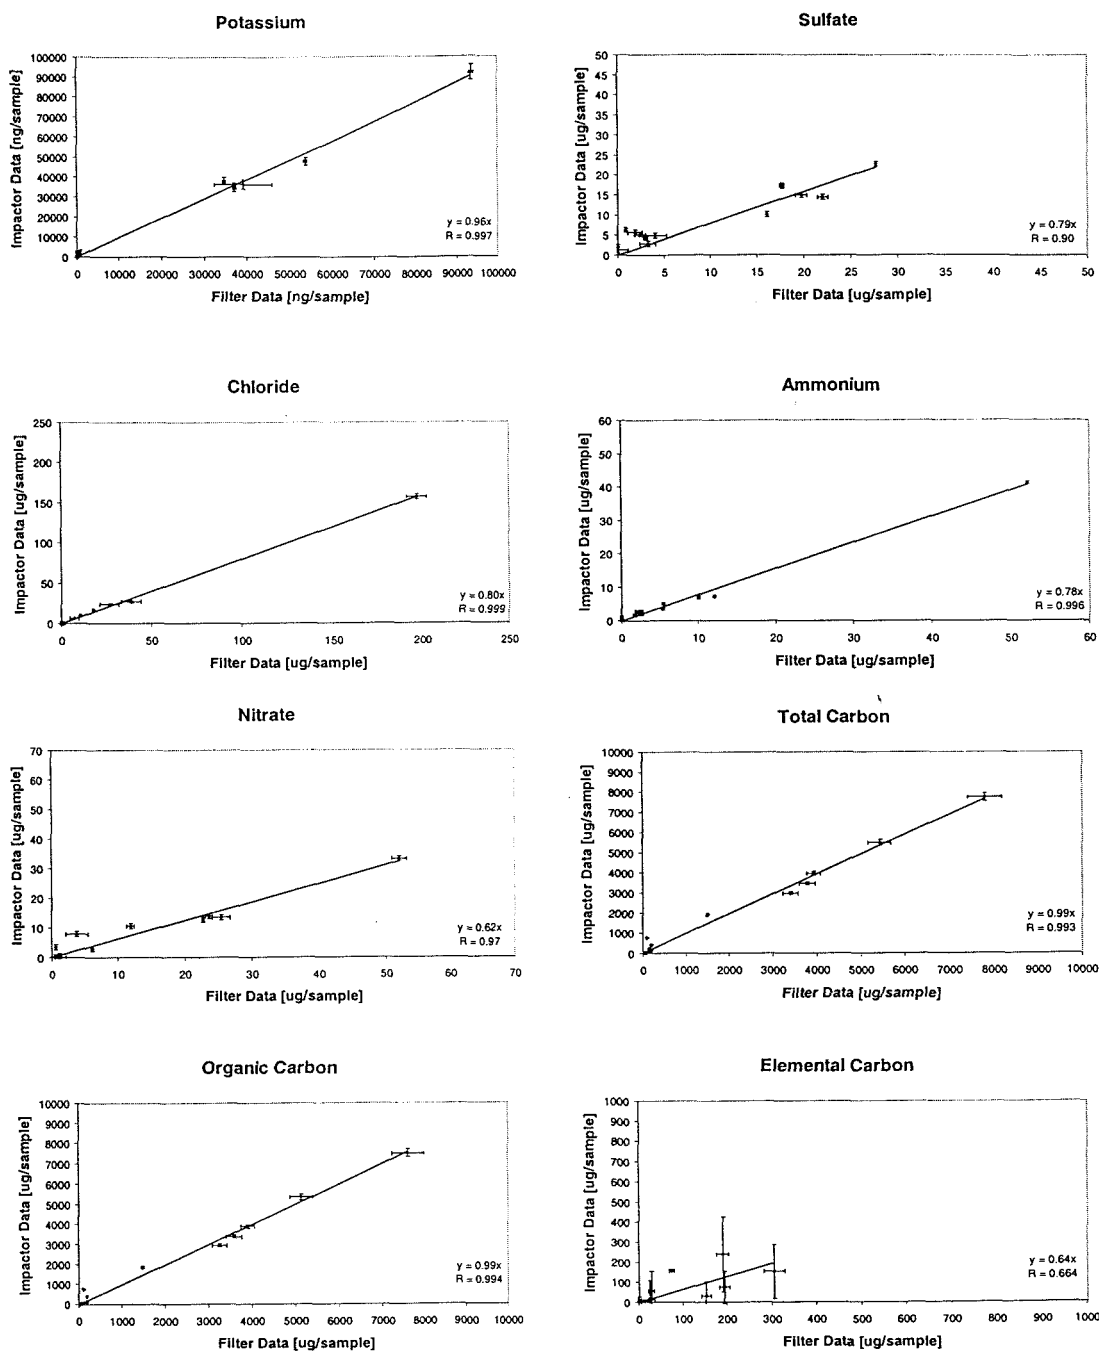 Potassium
Impactor Data [ng/sample]
100000
90000
80000
70000
60000
50000
40000
30000
20000
10000
0
y = 0.96x
R = 0.997
0 10000 20000 30000 40000 50000 60000 70000 80000 90000 100000
Filter Data [ng/sample]
Sulfate
Impactor Data [ug/sample]
50
45
40
35
30
25
20
15
10
5
0
y = 0.79x
R = 0.90
0 5 10 15 20 25 30 35 40 45 50
Filter Data [ug/sample]
Chloride
Impactor Data [ug/sample]
250
200
150
100
50
0
y = 0.80x
R = 0.999
0 50 100 150 200 250
Filter Data [ug/sample]
Ammonium
Impactor Data [ug/sample]
60
50
40
30
20
10
0
y = 0.78x
R = 0.996
0 10 20 30 40 50 60
Filter Data [ug/sample]
Nitrate
Impactor Data [ug/sample]
70
60
50
40
30
20
10
0
y = 0.62x
R = 0.97
0 10 20 30 40 50 60 70
Filter Data [ug/sample]
Total Carbon
Impactor Data [ug/sample]
10000
9000
8000
7000
6000
5000
4000
3000
2000
1000
0
y = 0.99x
R = 0.993
0 1000 2000 3000 4000 5000 6000 7000 8000 9000 10000
Filter Data [ug/sample]
Organic Carbon
Impactor Data [ug/sample]
10000
9000
8000
7000
6000
5000
4000
3000
2000
1000
0
y = 0.99x
R = 0.994
0 1000 2000 3000 4000 5000 6000 7000 8000 9000 10000
Filter Data [ug/sample]
Elemental Carbon
Impactor Data [ug/sample]
1000
900
800
700
600
500
400
300
200
100
0
y = 0.64x
R = 0.664
0 100 200 300 400 500 600 700 800 900 1000
Filter Data [ug/sample]